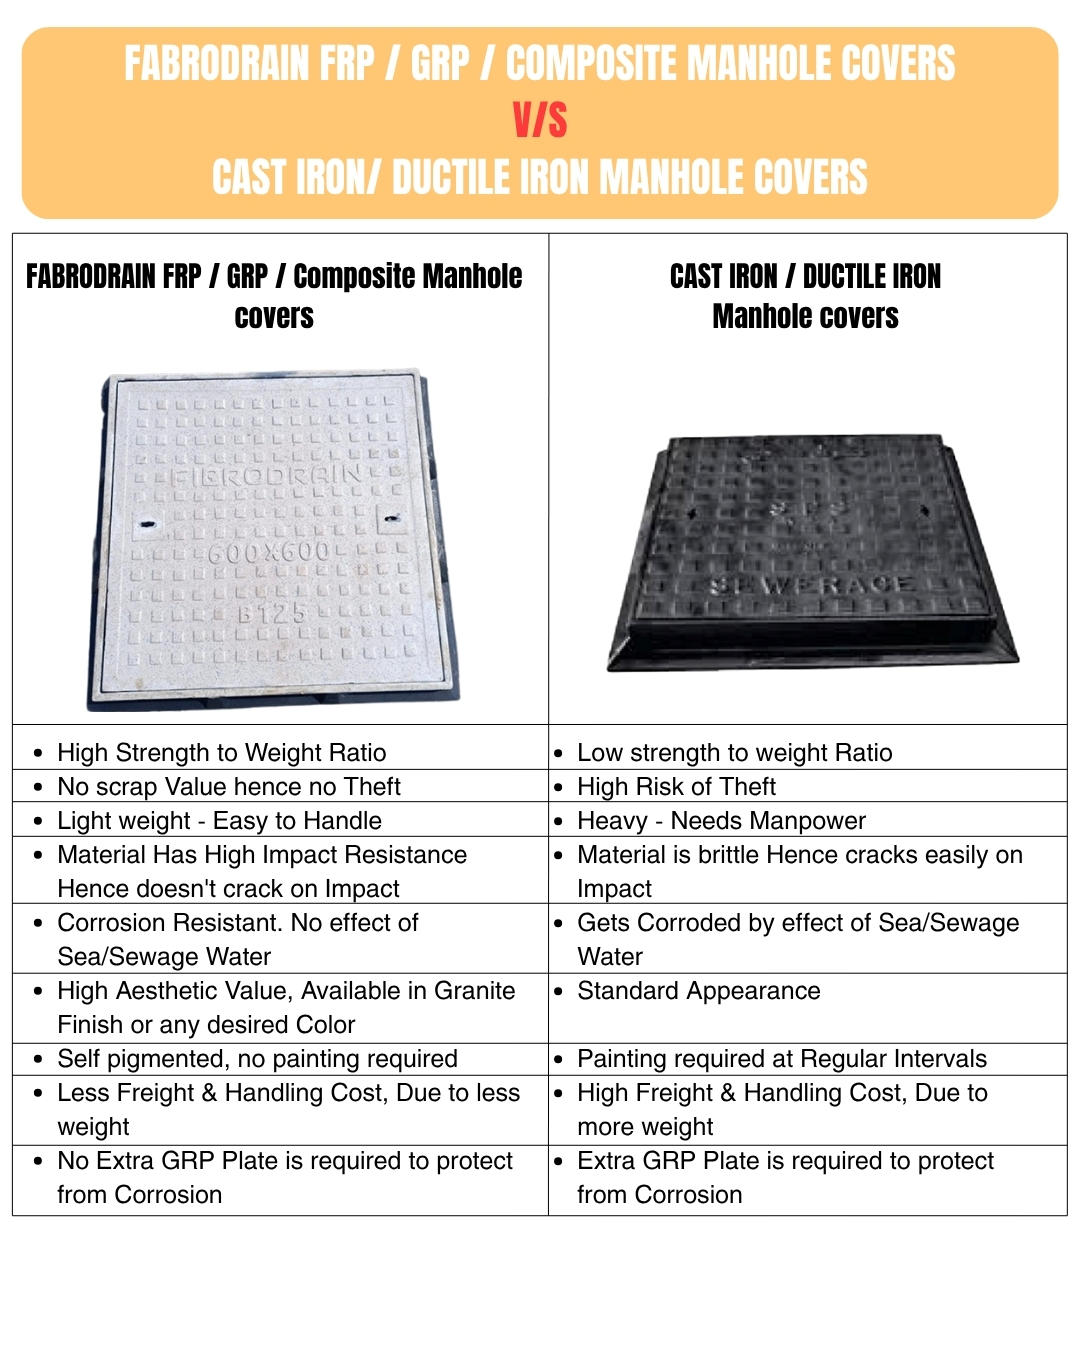 FABRODRAIN FRP / GRP / COMPOSITE MANHOLE COVERS
V/S
CAST IRON/ DUCTILE IRON MANHOLE COVERS
FABRODRAIN FRP / GRP / Composite Manhole
covers
CAST IRON / DUCTILE IRON
Manhole covers
FIBRODRAIN
600X600
B125
SEWERAGE
• High Strength to Weight Ratio
• Low strength to weight Ratio
• No scrap Value hence no Theft
• High Risk of Theft
• Light weight - Easy to Handle
• Heavy - Needs Manpower
• Material Has High Impact Resistance
Hence doesn't crack on Impact
• Material is brittle Hence cracks easily on
Impact
• Corrosion Resistant. No effect of
Sea/Sewage Water
• Gets Corroded by effect of Sea/Sewage
Water
• High Aesthetic Value, Available in Granite
Finish or any desired Color
• Standard Appearance
• Self pigmented, no painting required
• Painting required at Regular Intervals
• Less Freight & Handling Cost, Due to less
weight
• High Freight & Handling Cost, Due to
more weight
• No Extra GRP Plate is required to protect
from Corrosion
• Extra GRP Plate is required to protect
from Corrosion